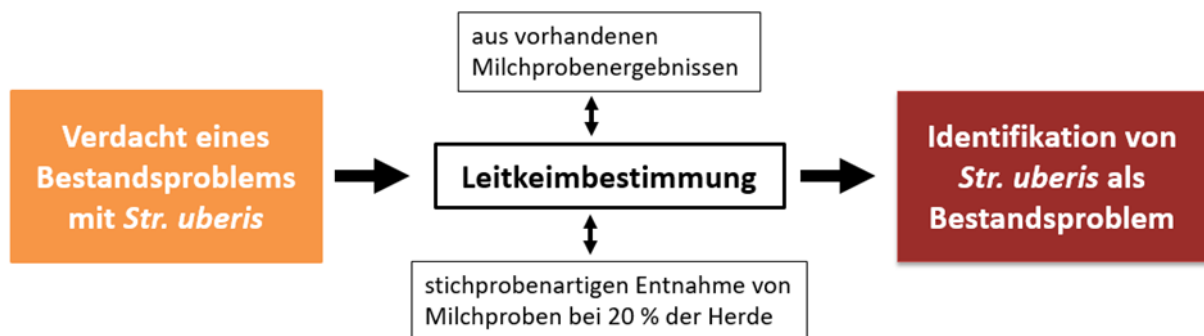 aus vorhandenen
Milchprobenergebnissen
Verdacht eines
Bestandsproblems
mit Str. uberis
Leitkeimbestimmung
Identifikation von
Str. uberis als
Bestandsproblem
stichprobenartigen Entnahme von
Milchproben bei 20 % der Herde